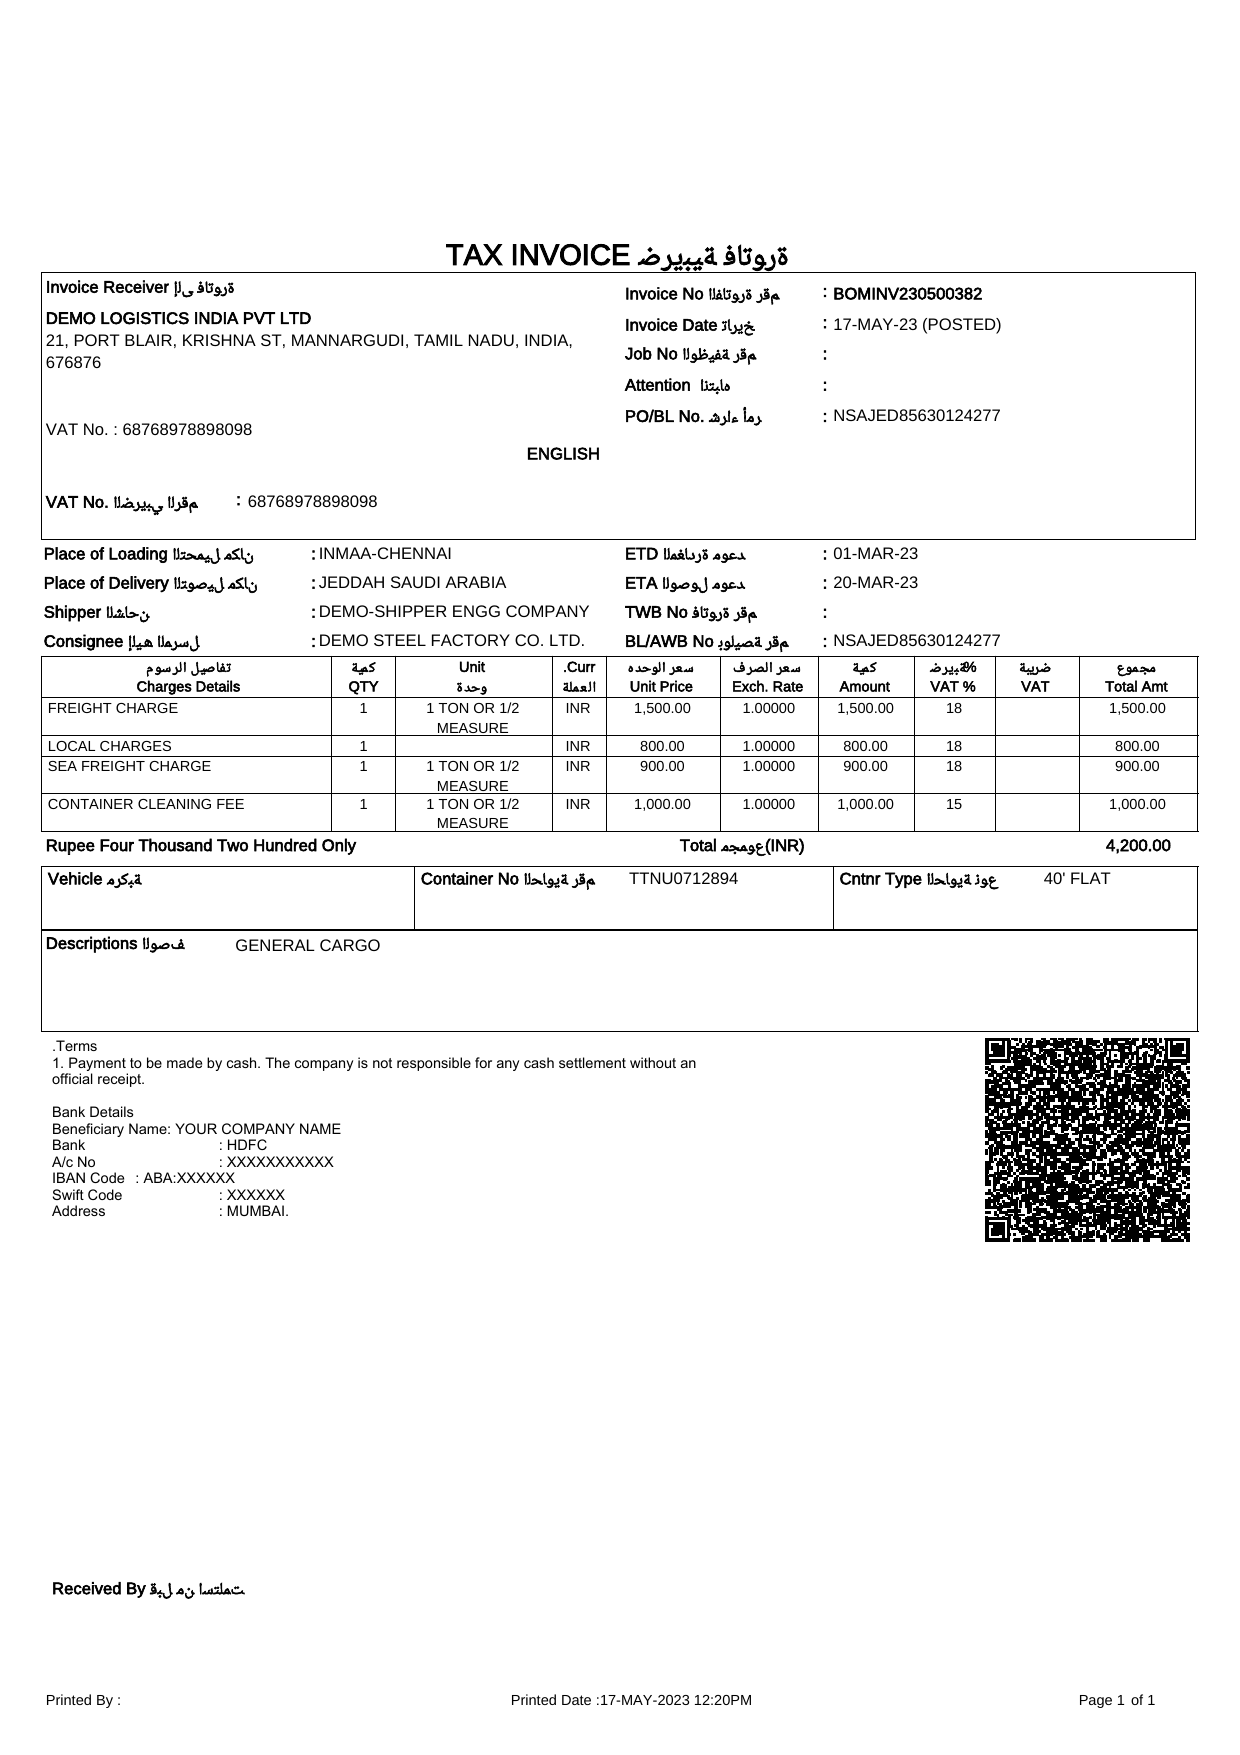 TAX INVOICE ةروتاف ةيبيرض
Invoice Receiver ةروتاف ىلإ
DEMO LOGISTICS INDIA PVT LTD
21, PORT BLAIR, KRISHNA ST, MANNARGUDI, TAMIL NADU, INDIA,
676876
VAT No. : 68768978898098
ENGLISH
VAT No. مقرلا يبيرضلا : 68768978898098
Invoice No مقر ةروتافلا : BOMINV230500382
Invoice Date خيرات : 17-MAY-23 (POSTED)
Job No مقر ةفيظولا :
Attention هابتنا :
PO/BL No. رمأ ءارش : NSAJED85630124277
Place of Loading ناكم ليمحتلا : INMAA-CHENNAI
ETD دعوم ةرداغملا : 01-MAR-23
Place of Delivery ناكم ليصوتلا : JEDDAH SAUDI ARABIA
ETA دعوم لوصولا : 20-MAR-23
Shipper نحاشلا : DEMO-SHIPPER ENGG COMPANY
TWB No مقر ةروتاف :
Consignee لسرملا هيلإ : DEMO STEEL FACTORY CO. LTD.
BL/AWB No مقر ةصيلوب : NSAJED85630124277
تفاصيل الرسوم كمية Unit .Curr سعر الوحده سعر الصرف كمية %ةيبيرض ضريبة مجموع
Charges Details QTY وحدة العملة Unit Price Exch. Rate Amount VAT % VAT Total Amt
FREIGHT CHARGE 1 1 TON OR 1/2 INR 1,500.00 1.00000 1,500.00 18 1,500.00
MEASURE
LOCAL CHARGES 1 INR 800.00 1.00000 800.00 18 800.00
SEA FREIGHT CHARGE 1 1 TON OR 1/2 INR 900.00 1.00000 900.00 18 900.00
MEASURE
CONTAINER CLEANING FEE 1 1 TON OR 1/2 INR 1,000.00 1.00000 1,000.00 15 1,000.00
MEASURE
Rupee Four Thousand Two Hundred Only Total عومجم(INR) 4,200.00
Vehicle ةبكرم Container No مقر ةيواحلا TTNU0712894 Cntnr Type عون ةيواحلا 40' FLAT
Descriptions فصولا GENERAL CARGO
.Terms
1. Payment to be made by cash. The company is not responsible for any cash settlement without an
official receipt.
Bank Details
Beneficiary Name: YOUR COMPANY NAME
Bank : HDFC
A/c No : XXXXXXXXXXX
IBAN Code : ABA:XXXXXX
Swift Code : XXXXXX
Address : MUMBAI.
Received By تملتسا نم لبق
Printed By : Printed Date :17-MAY-2023 12:20PM Page 1 of 1